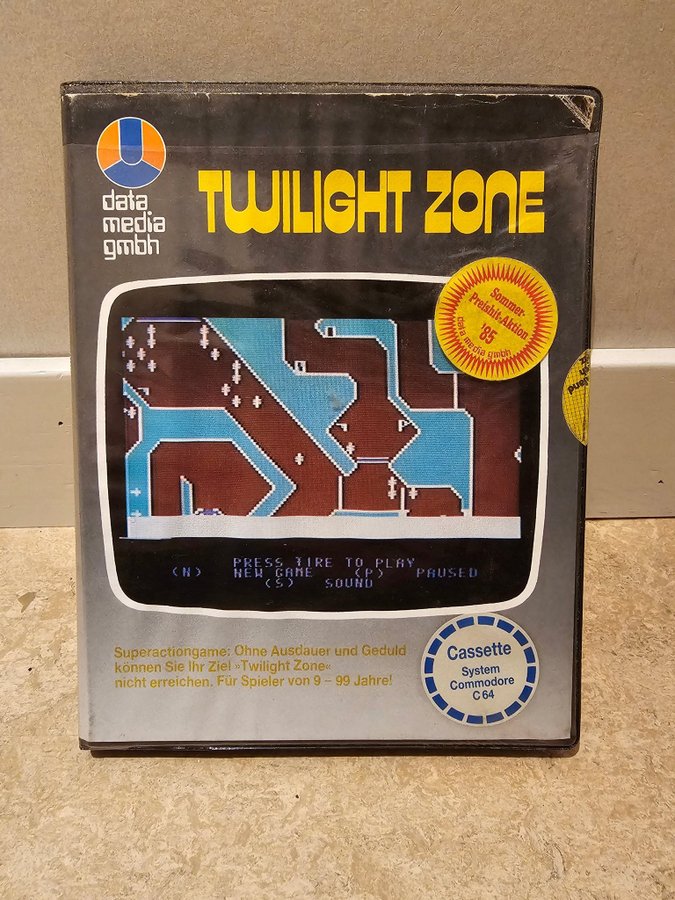 data
media
gmbh
TWILIGHT ZONE
Sommer-
Preishit-Aktion
'85
data media gmbh
PRESS FIRE TO PLAY
(N) NEW GAME (P) PAUSED
(S) SOUND
Superactiongame: Ohne Ausdauer und Geduld
können Sie Ihr Ziel »Twilight Zone«
nicht erreichen. Für Spieler von 9 – 99 Jahre!
Cassette
System
Commodore
C 64